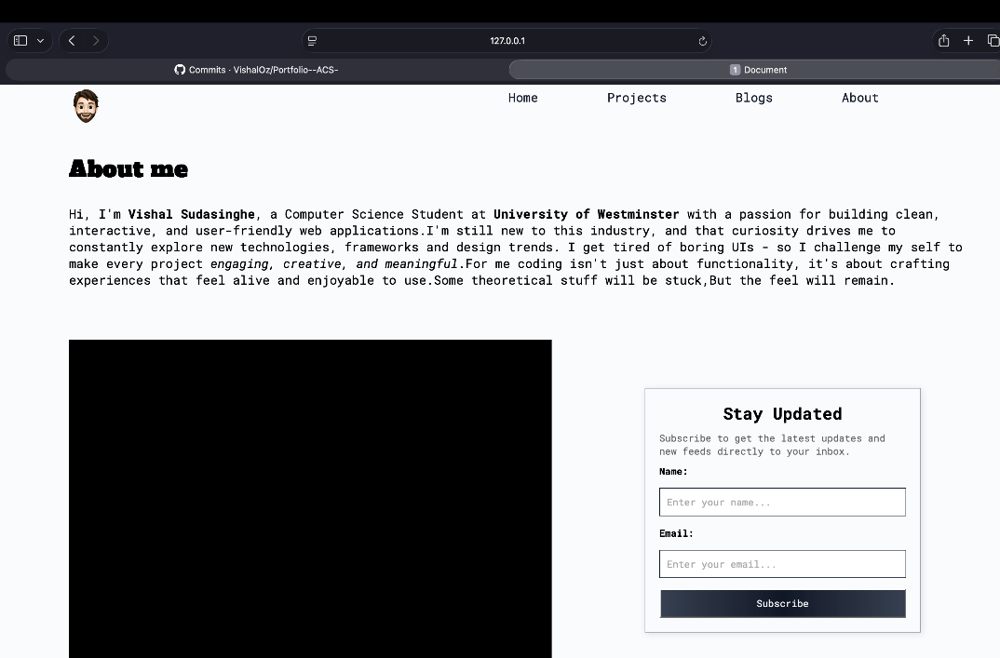 127.0.0.1
Commits · VishalOz/Portfolio--ACS-
1 Document
Home Projects Blogs About
About me
Hi, I'm Vishal Sudasinghe, a Computer Science Student at University of Westminster with a passion for building clean,
interactive, and user-friendly web applications.I'm still new to this industry, and that curiosity drives me to
constantly explore new technologies, frameworks and design trends. I get tired of boring UIs - so I challenge my self to
make every project engaging, creative, and meaningful.For me coding isn't just about functionality, it's about crafting
experiences that feel alive and enjoyable to use.Some theoretical stuff will be stuck,But the feel will remain.
Stay Updated
Subscribe to get the latest updates and
new feeds directly to your inbox.
Name:
Enter your name...
Email:
Enter your email...
Subscribe